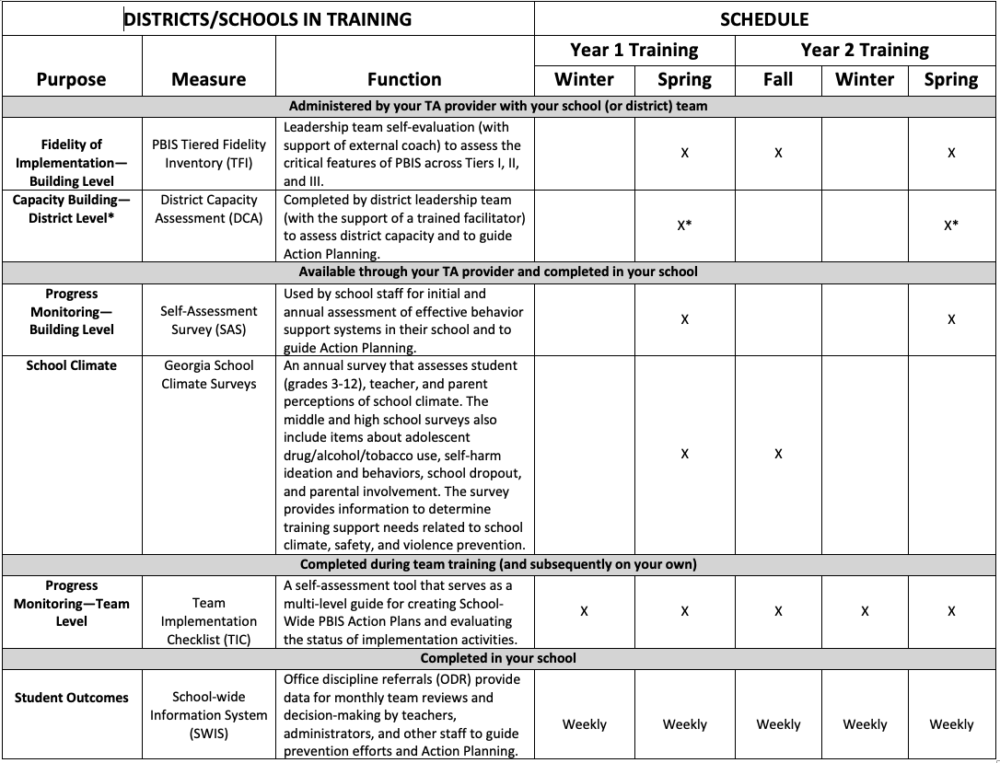 DISTRICTS/SCHOOLS IN TRAINING
SCHEDULE
Year 1 Training
Year 2 Training
Purpose
Measure
Function
Winter
Spring
Fall
Winter
Spring
Administered by your TA provider with your school (or district) team
Fidelity of
Implementation—
Building Level
PBIS Tiered Fidelity
Inventory (TFI)
Leadership team self-evaluation (with
support of external coach) to assess the
critical features of PBIS across Tiers I, II,
and III.
X
X
X
Capacity Building—
District Level*
District Capacity
Assessment (DCA)
Completed by district leadership team
(with the support of a trained facilitator)
to assess district capacity and to guide
Action Planning.
X*
X*
Available through your TA provider and completed in your school
Progress
Monitoring—
Building Level
Self-Assessment
Survey (SAS)
Used by school staff for initial and
annual assessment of effective behavior
support systems in their school and to
guide Action Planning.
X
X
School Climate
Georgia School
Climate Surveys
An annual survey that assesses student
(grades 3-12), teacher, and parent
perceptions of school climate. The
middle and high school surveys also
include items about adolescent
drug/alcohol/tobacco use, self-harm
ideation and behaviors, school dropout,
and parental involvement. The survey
provides information to determine
training support needs related to school
climate, safety, and violence prevention.
X
X
Completed during team training (and subsequently on your own)
Progress
Monitoring—Team
Level
Team
Implementation
Checklist (TIC)
A self-assessment tool that serves as a
multi-level guide for creating School-
Wide PBIS Action Plans and evaluating
the status of implementation activities.
X
X
X
X
X
Completed in your school
Student Outcomes
School-wide
Information System
(SWIS)
Office discipline referrals (ODR) provide
data for monthly team reviews and
decision-making by teachers,
administrators, and other staff to guide
prevention efforts and Action Planning.
Weekly
Weekly
Weekly
Weekly
Weekly